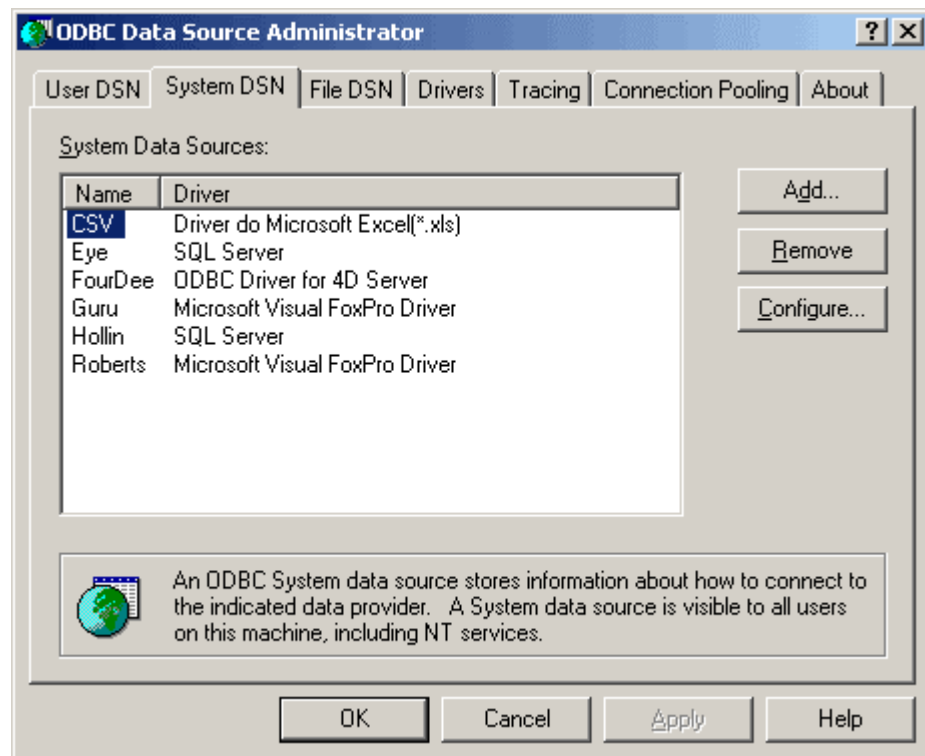 ODBC Data Source Administrator
User DSN System DSN File DSN Drivers Tracing Connection Pooling About
System Data Sources:
Name Driver
CSV Driver do Microsoft Excel(*.xls)
Eye SQL Server
FourDee ODBC Driver for 4D Server
Guru Microsoft Visual FoxPro Driver
Hollin SQL Server
Roberts Microsoft Visual FoxPro Driver
Add...
Remove
Configure...
An ODBC System data source stores information about how to connect to
the indicated data provider. A System data source is visible to all users
on this machine, including NT services.
OK Cancel Apply Help